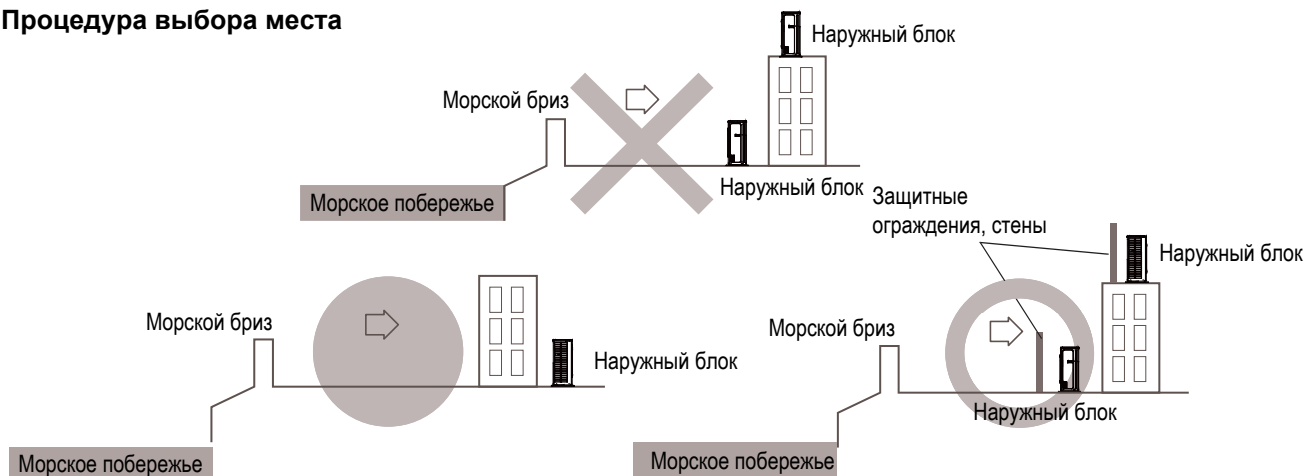 Процедура выбора места
Наружный блок
Морской бриз
Морское побережье
Наружный блок
Защитные
ограждения, стены
Наружный блок
Морской бриз
Наружный блок
Морское побережье
Морской бриз
Наружный блок
Морское побережье